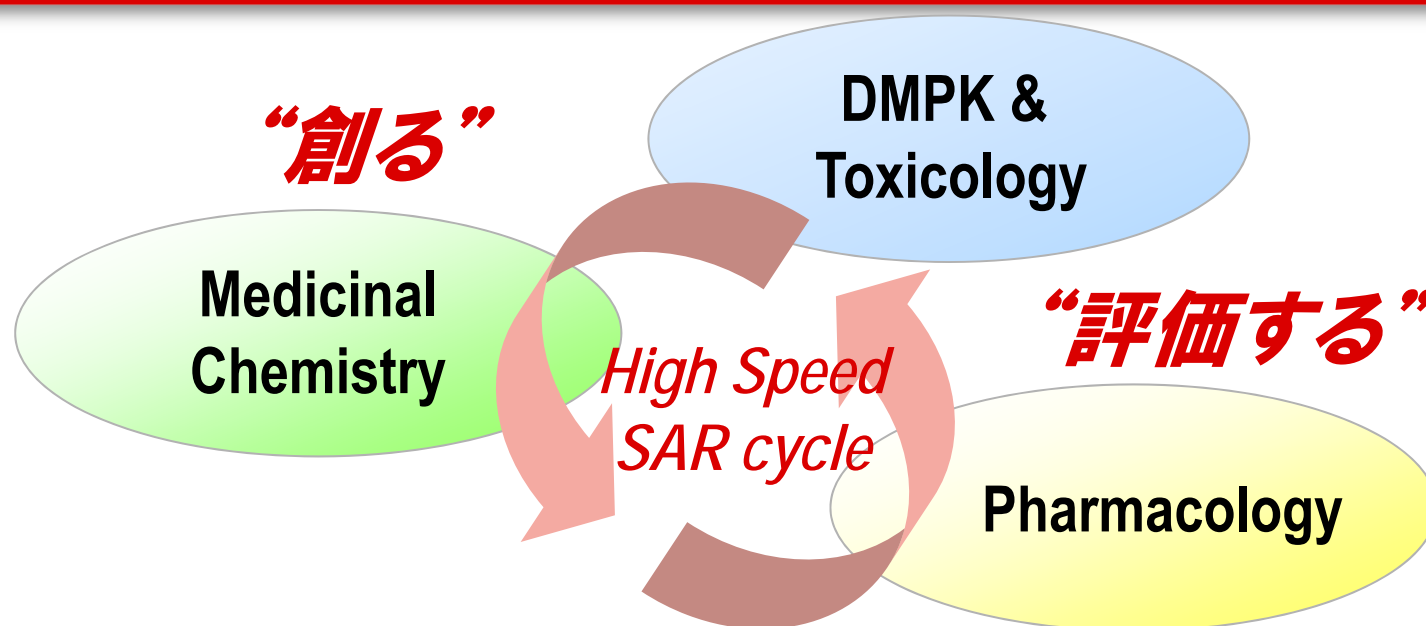 “創る”
DMPK &
Toxicology
Medicinal
Chemistry
“評価する”
High Speed
SAR cycle
Pharmacology